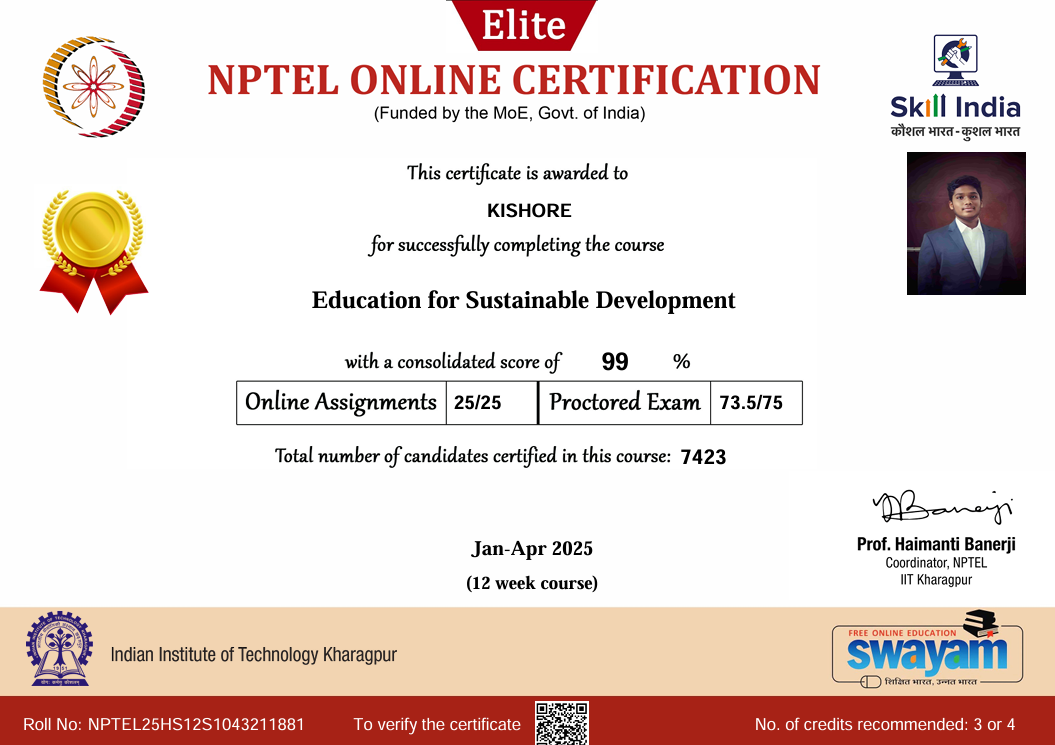 Elite
NPTEL ONLINE CERTIFICATION
(Funded by the MoE, Govt. of India)
Skill India
कौशल भारत - कुशल भारत
This certificate is awarded to
KISHORE
for successfully completing the course
Education for Sustainable Development
with a consolidated score of 99 %
Online Assignments 25/25 Proctored Exam 73.5/75
Total number of candidates certified in this course: 7423
Jan-Apr 2025
(12 week course)
Prof. Haimanti Banerji
Coordinator, NPTEL
IIT Kharagpur
Indian Institute of Technology Kharagpur
FREE ONLINE EDUCATION
swayam
शिक्षित भारत, उन्नत भारत
Roll No: NPTEL25HS12S1043211881 To verify the certificate No. of credits recommended: 3 or 4